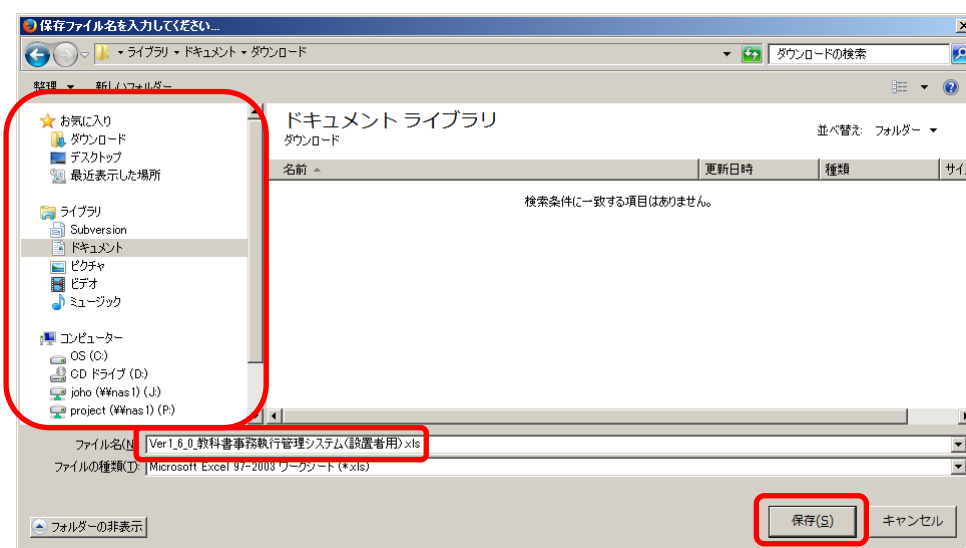 保存ファイル名を入力してください...
ライブラリ ドキュメント ダウンロード
ダウンロードの検索
整理 新しいフォルダー
お気に入り
ダウンロード
デスクトップ
最近表示した場所
ライブラリ
Subversion
ドキュメント
ピクチャ
ビデオ
ミュージック
コンピューター
OS (C:)
CD ドライブ (D:)
joho (¥¥nas1) (J:)
project (¥¥nas1) (P:)
ドキュメント ライブラリ
ダウンロード
並べ替え: フォルダー
名前 更新日時 種類 サイ
検索条件に一致する項目はありません。
ファイル名(N Ver1_6_0_教科書事務執行管理システム(設置者用).xls
ファイルの種類(T): Microsoft Excel 97-2003 ワークシート (*.xls)
フォルダーの非表示
保存(S) キャンセル